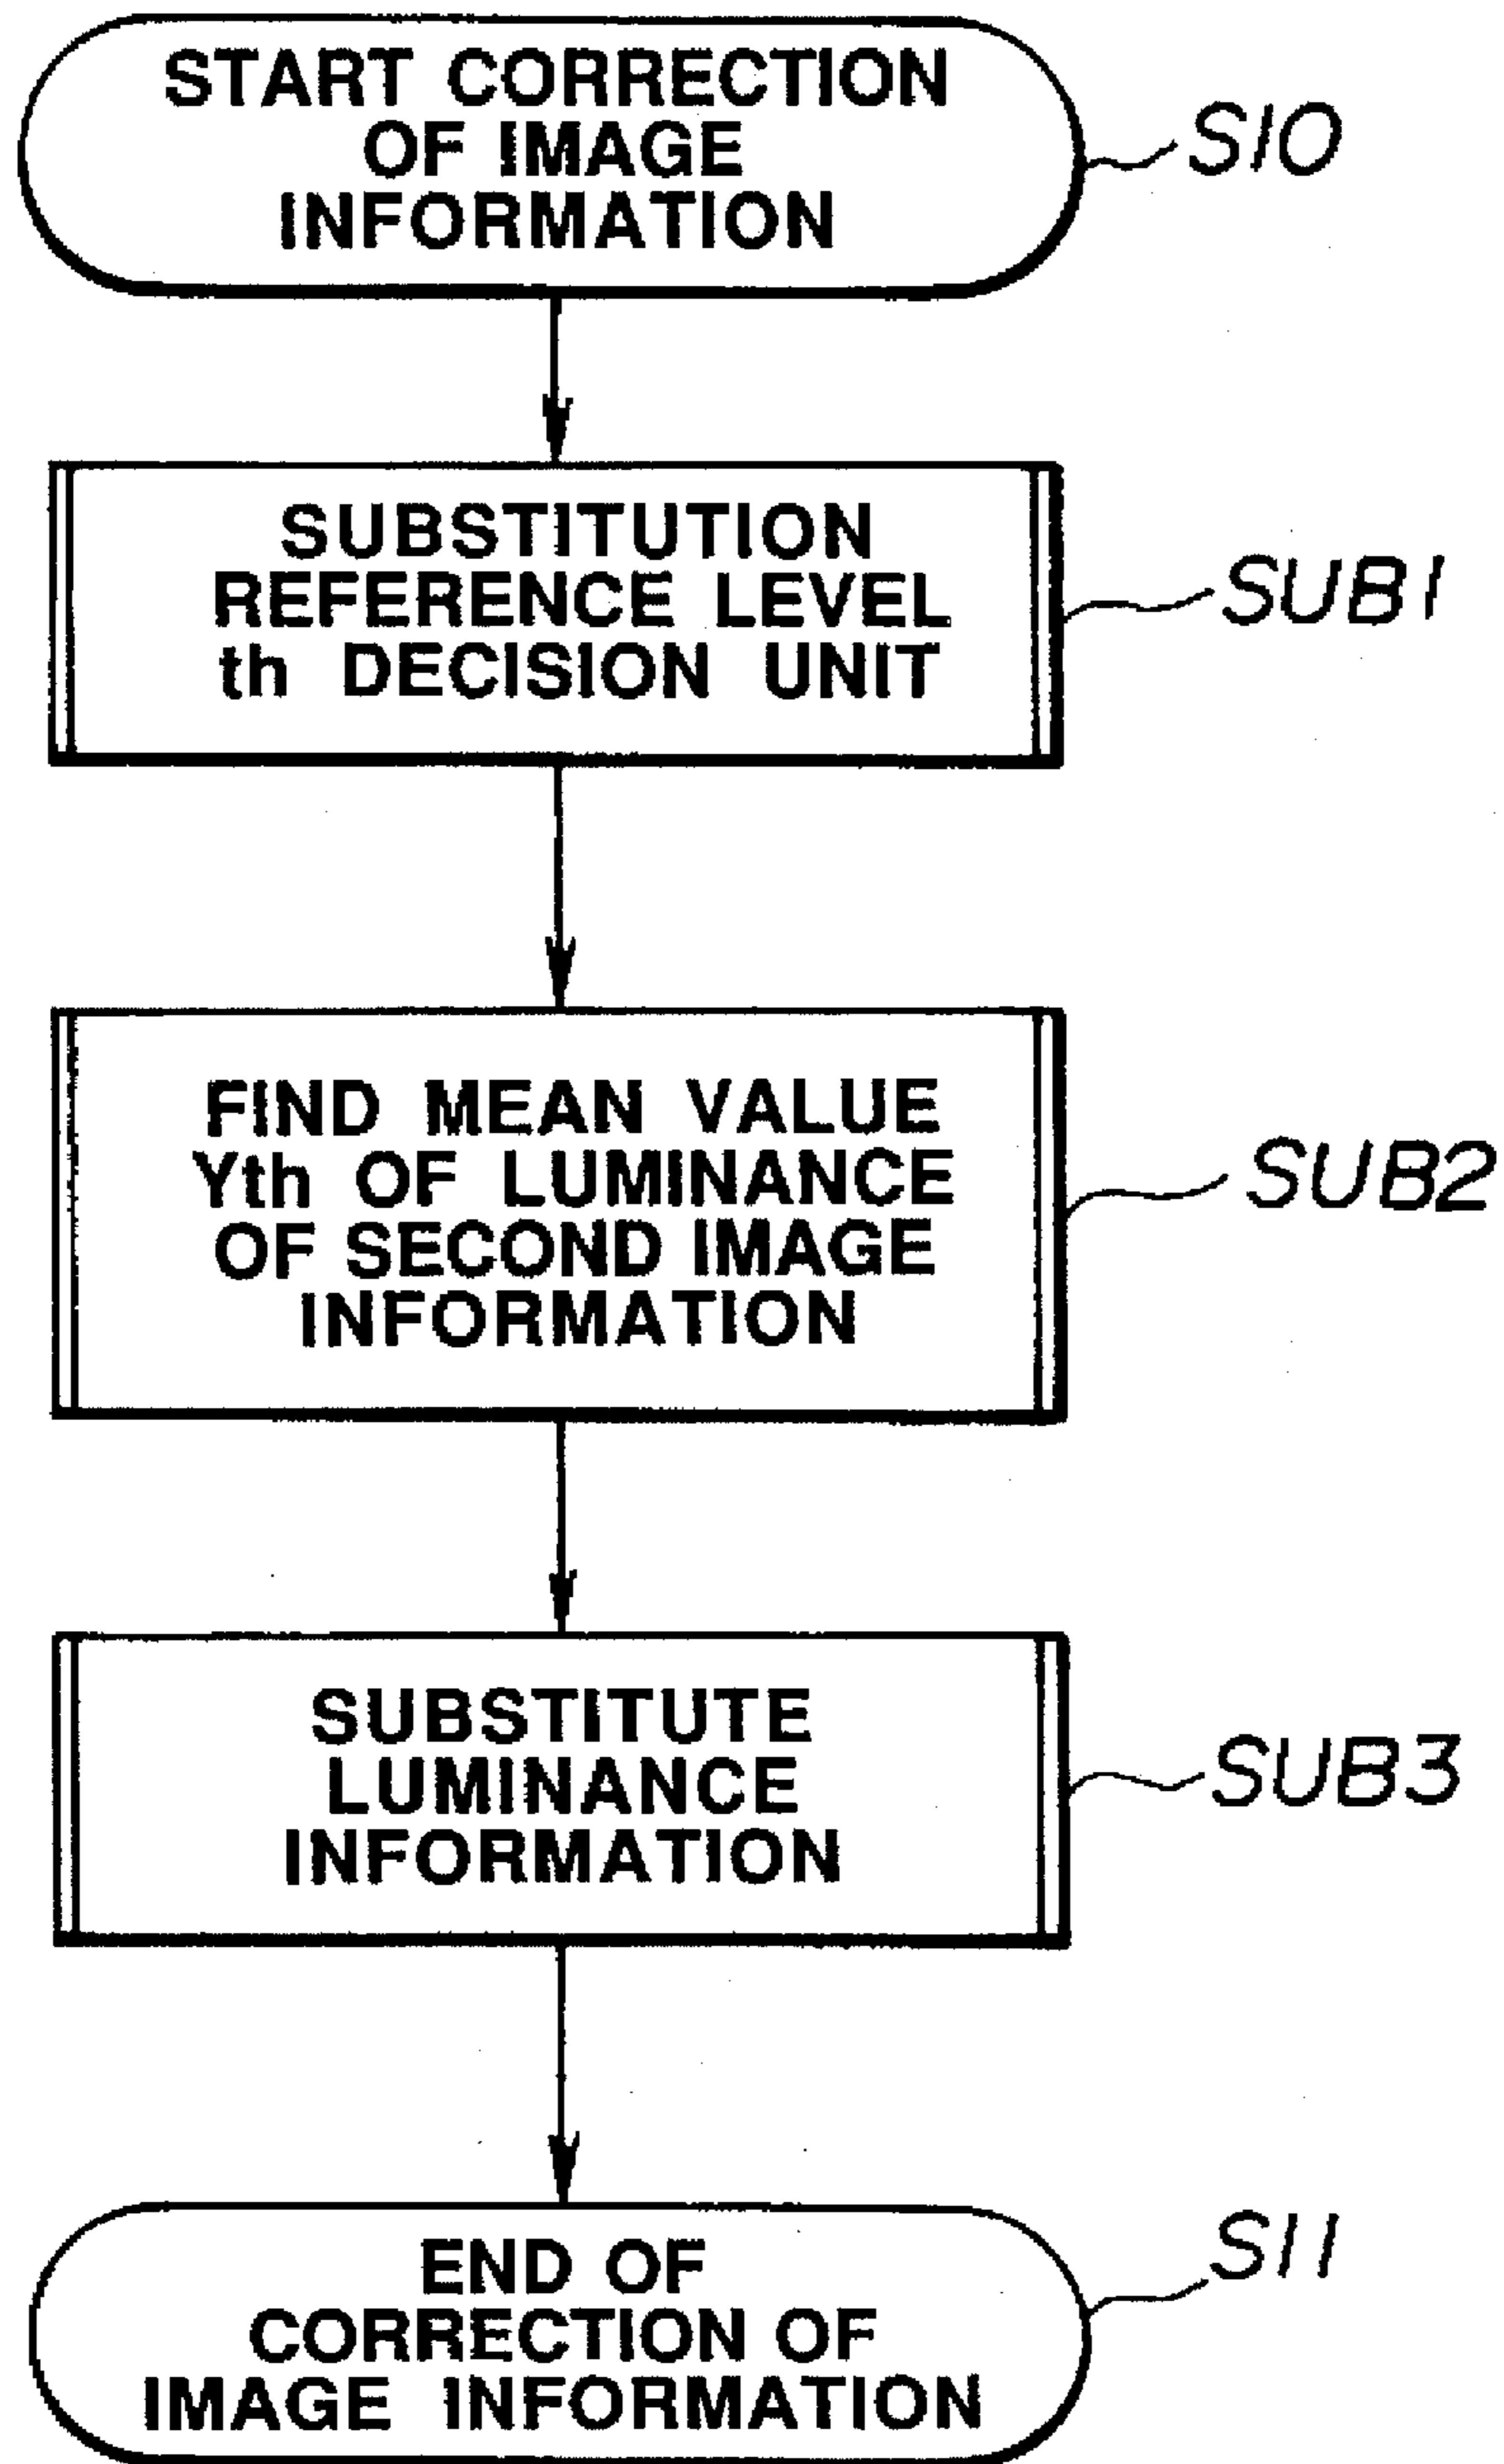 START CORRECTION
OF IMAGE
INFORMATION
S10
SUBSTITUTION
REFERENCE LEVEL
th DECISION UNIT
SUB1
FIND MEAN VALUE
Yth OF LUMINANCE
OF SECOND IMAGE
INFORMATION
SUB2
SUBSTITUTE
LUMINANCE
INFORMATION
SUB3
END OF
CORRECTION OF
IMAGE INFORMATION
S11